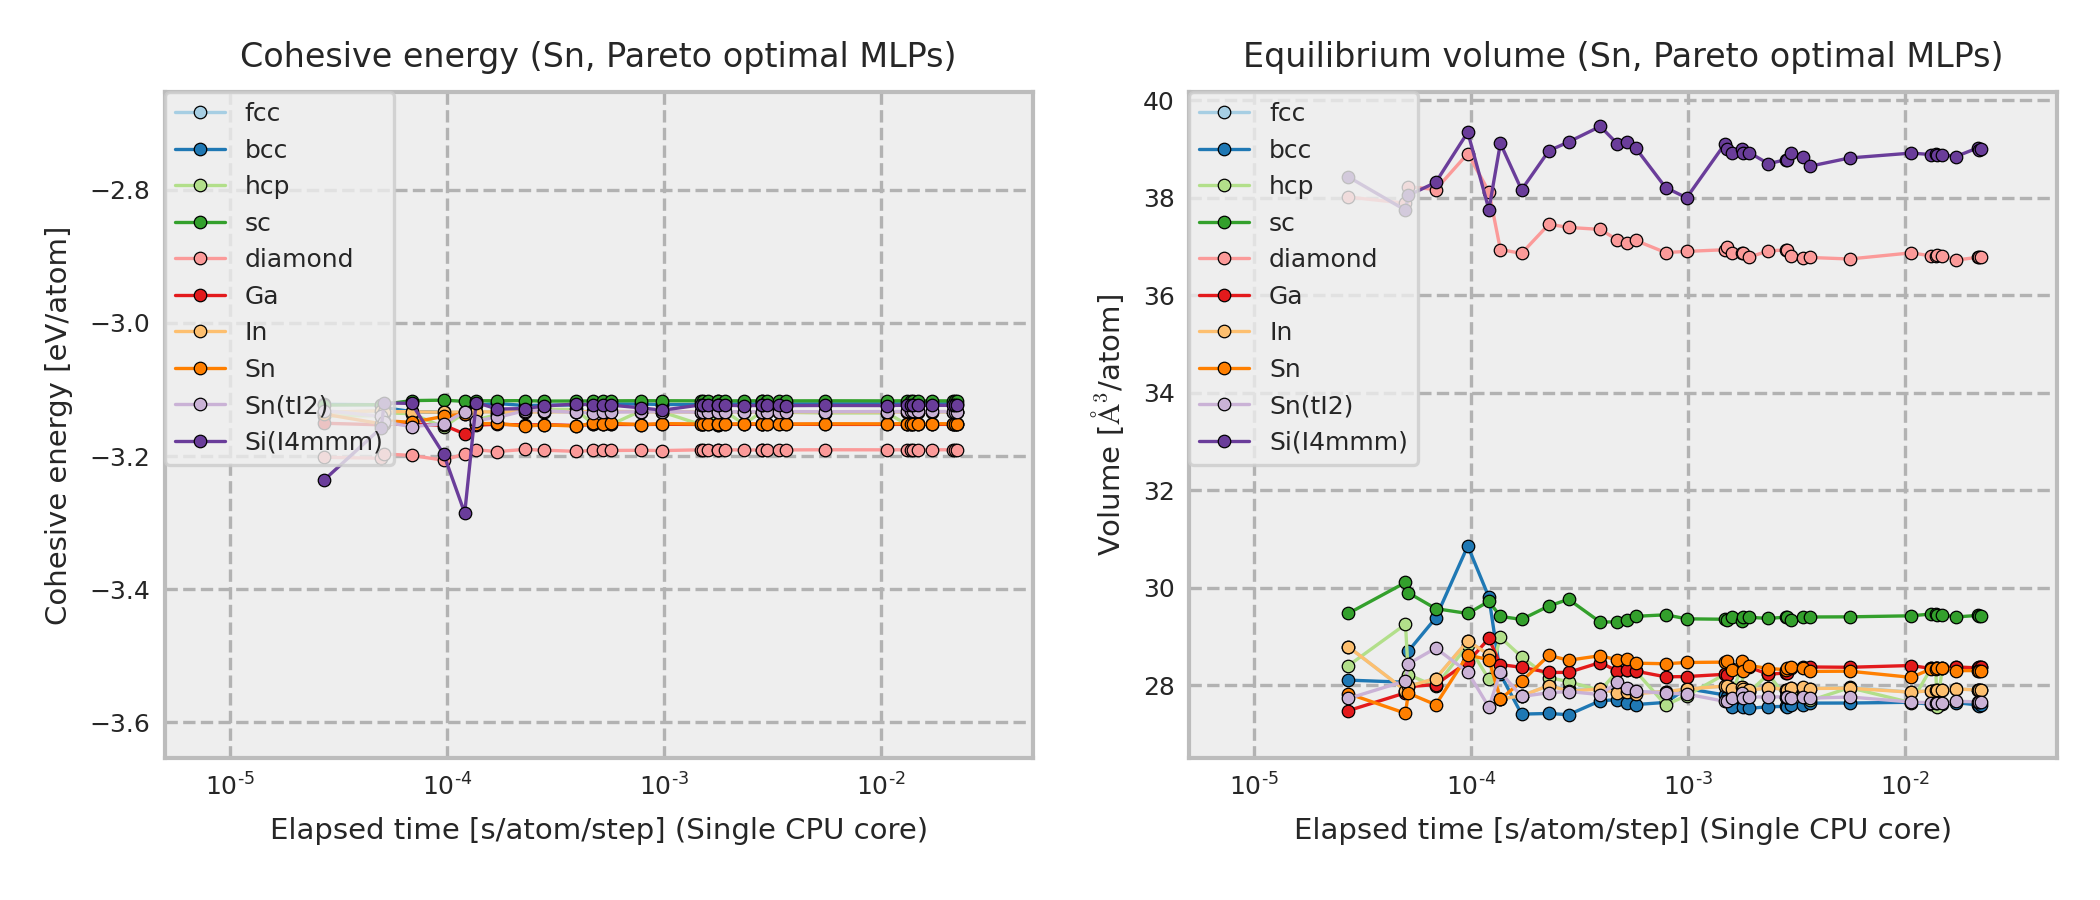 Cohesive energy (Sn, Pareto optimal MLPs)
fcc
bcc
hcp
sc
diamond
Ga
In
Sn
Sn(tI2)
Si(I4mmm)
−2.8
−3.0
−3.2
−3.4
−3.6
Cohesive energy [eV/atom]
10⁻⁵ 10⁻⁴ 10⁻³ 10⁻²
Elapsed time [s/atom/step] (Single CPU core)
Equilibrium volume (Sn, Pareto optimal MLPs)
fcc
bcc
hcp
sc
diamond
Ga
In
Sn
Sn(tI2)
Si(I4mmm)
40
38
36
34
32
30
28
Volume [Å³/atom]
10⁻⁵ 10⁻⁴ 10⁻³ 10⁻²
Elapsed time [s/atom/step] (Single CPU core)